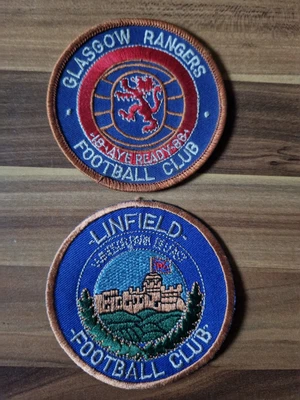 GLASGOW RANGERS
AYE READY
FOOTBALL CLUB
LINFIELD
FOOTBALL CLUB